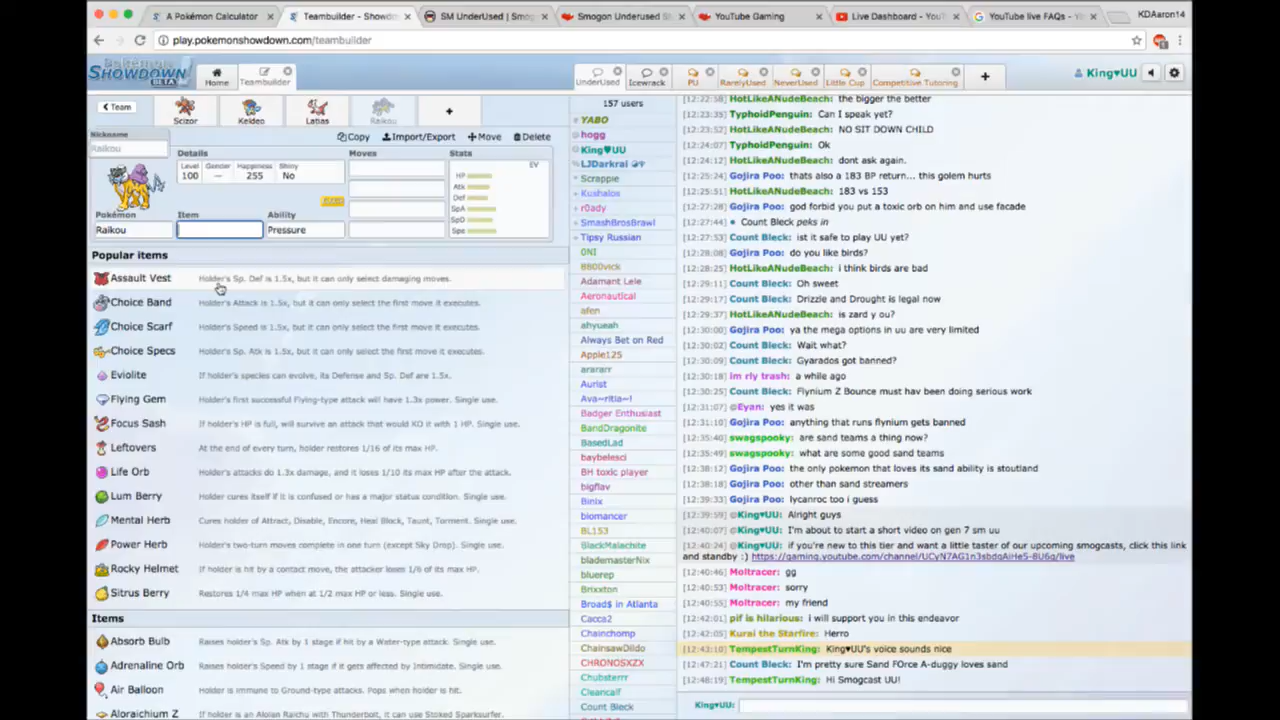 A Pokémon Calculator
Teambuilder - Showdo
SM UnderUsed | Smog
Smogon Underused S
YouTube Gaming
Live Dashboard - YouTu
YouTube live FAQs - Yo
KDAaron14
play.pokemonshowdown.com/teambuilder
Pokémon
SHOWDOWN
BETA
Home
Teambuilder
UnderUsed
Icewrack
PU
RarelyUsed
NeverUsed
Little Cup
Competitive Tutoring
King♥UU
Team
Scizor
Keldeo
Latias
Raikou
Copy
Import/Export
Move
Delete
Nickname
Raikou
Details
Level
100
Gender
—
Happiness
255
Shiny
No
Moves
Stats
EV
HP
Atk
Def
SpA
SpD
Spe
Pokémon
Raikou
Item
Ability
Pressure
Popular items
Assault Vest Holder's Sp. Def is 1.5x, but it can only select damaging moves.
Choice Band Holder's Attack is 1.5x, but it can only select the first move it executes.
Choice Scarf Holder's Speed is 1.5x, but it can only select the first move it executes.
Choice Specs Holder's Sp. Atk is 1.5x, but it can only select the first move it executes.
Eviolite If holder's species can evolve, its Defense and Sp. Def are 1.5x.
Flying Gem Holder's first successful Flying-type attack will have 1.3x power. Single use.
Focus Sash If holder's HP is full, will survive an attack that would KO it with 1 HP. Single use.
Leftovers At the end of every turn, holder restores 1/16 of its max HP.
Life Orb Holder's attacks do 1.3x damage, and it loses 1/10 its max HP after the attack.
Lum Berry Holder cures itself if it is confused or has a major status condition. Single use.
Mental Herb Cures holder of Attract, Disable, Encore, Heal Block, Taunt, Torment. Single use.
Power Herb Holder's two-turn moves complete in one turn (except Sky Drop). Single use.
Rocky Helmet If holder is hit by a contact move, the attacker loses 1/6 of its max HP.
Sitrus Berry Restores 1/4 max HP when at 1/2 max HP or less. Single use.
Items
Absorb Bulb Raises holder's Sp. Atk by 1 stage if hit by a Water-type attack. Single use.
Adrenaline Orb Raises holder's Speed by 1 stage if it gets affected by Intimidate. Single use.
Air Balloon Holder is immune to Ground-type attacks. Pops when holder is hit.
Aloraichium Z If holder is an Alolan Raichu with Thunderbolt, it can use Stoked Sparksurfer.
157 users
YABO
hogg
King♥UU
LJDarkrai
Scrappie
Kushalos
r0ady
SmashBrosBrawl
Tipsy Russian
0NI
8800vick
Adamant Lele
Aeronautical
afen
ahyueah
Always Bet on Red
Apple125
ararar
Aurist
Ava~ritia~!
Badger Enthusiast
BandDragonite
BasedLad
baybelesci
BH toxic player
bigflav
Binix
biomancer
BL153
BlackMalachite
blademasterNix
bluerep
Brixxton
Broad$ in Atlanta
Cacca2
Chainchomp
ChainsawDildo
CHRONOSXZX
Chubsterrr
Cleancalf
Count Bleck
[12:22:58] HotLikeANudeBeach: the bigger the better
[12:23:35] TyphoidPenguin: Can I speak yet?
[12:23:52] HotLikeANudeBeach: NO SIT DOWN CHILD
[12:24:07] TyphoidPenguin: Ok
[12:24:12] HotLikeANudeBeach: dont ask again.
[12:25:24] Gojira Poo: thats also a 183 BP return... this golem hurts
[12:25:51] HotLikeANudeBeach: 183 vs 153
[12:27:28] Gojira Poo: god forbid you put a toxic orb on him and use facade
[12:27:44] • Count Bleck peks in
[12:27:53] Count Bleck: ist it safe to play UU yet?
[12:28:08] Gojira Poo: do you like birds?
[12:28:25] HotLikeANudeBeach: i think birds are bad
[12:29:11] Count Bleck: Oh sweet
[12:29:17] Count Bleck: Drizzle and Drought is legal now
[12:29:37] HotLikeANudeBeach: is zard y ou?
[12:30:00] Gojira Poo: ya the mega options in uu are very limited
[12:30:00] Count Bleck: Wait what?
[12:30:09] Count Bleck: Gyarados got banned?
[12:30:18] im rly trash: a while ago
[12:30:25] Count Bleck: Flynium Z Bounce must hav been doing serious work
[12:31:07] @Eyan: yes it was
[12:31:10] Gojira Poo: anything that runs flynium gets banned
[12:35:40] swagspooky: are sand teams a thing now?
[12:35:49] swagspooky: what are some good sand teams
[12:38:12] Gojira Poo: the only pokemon that loves its sand ability is stoutland
[12:38:18] Gojira Poo: other than sand streamers
[12:39:33] Gojira Poo: lycanroc too i guess
[12:39:59] @King♥UU: Alright guys
[12:40:07] @King♥UU: I'm about to start a short video on gen 7 sm uu
[12:40:24] @King♥UU: if you're new to this tier and want a little taster of our upcoming smogcasts, click this link
and standby :) https://gaming.youtube.com/channel/UCyN7AG1n3sbdqAiHe5-8U6g/live
[12:40:46] Moltracer: gg
[12:40:53] Moltracer: sorry
[12:40:55] Moltracer: my friend
[12:42:01] pif is hilarious: i will support you in this endeavor
[12:42:05] Kurai the Starfire: Herro
[12:43:10] TempestTurnKing: King♥UU's voice sounds nice
[12:47:21] Count Bleck: I'm pretty sure Sand FOrce A-duggy loves sand
[12:48:19] TempestTurnKing: Hi Smogcast UU!
King♥UU: